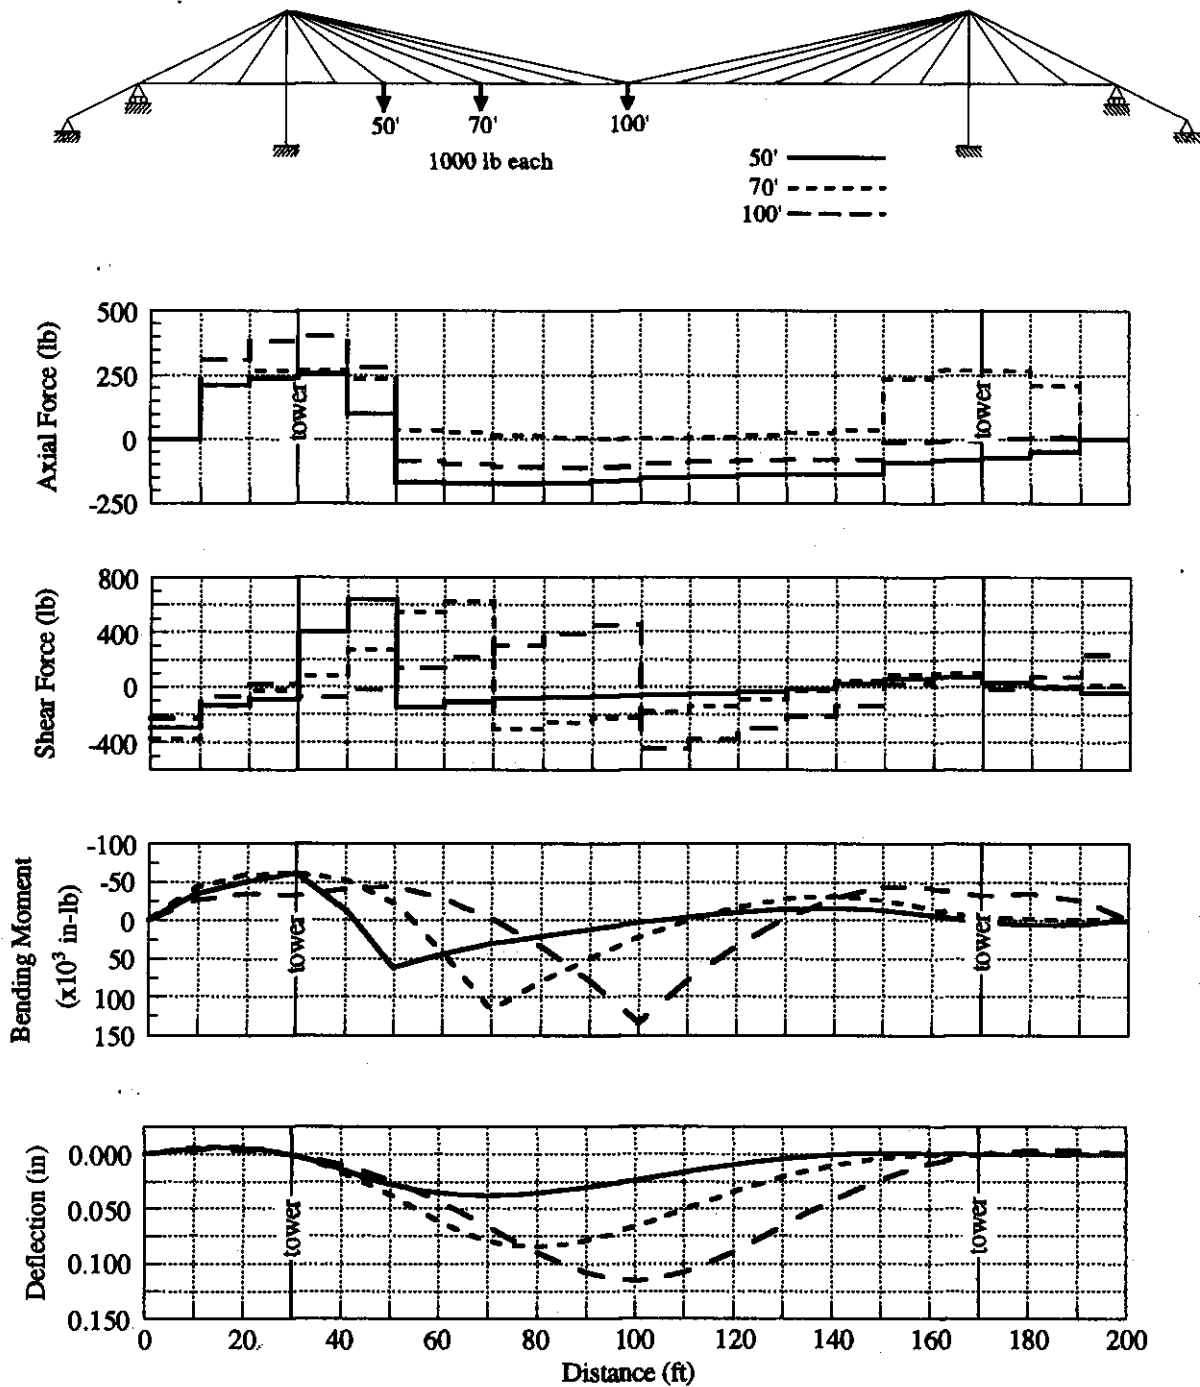 50'
70'
100'
1000 lb each
50'
70'
100'
Axial Force (lb)
500
250
0
-250
tower
tower
Shear Force (lb)
800
400
0
-400
Bending Moment
(x10³ in-lb)
-100
-50
0
50
100
150
tower
tower
Deflection (in)
0.000
0.050
0.100
0.150
tower
tower
0 20 40 60 80 100 120 140 160 180 200
Distance (ft)